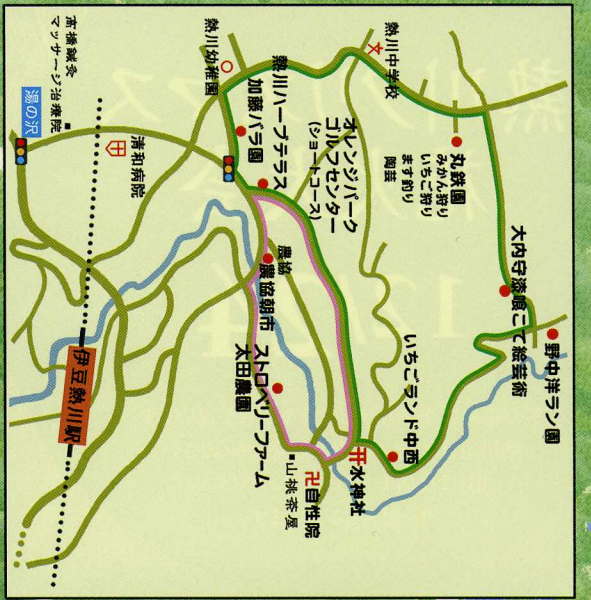 熱川中学校
熱川幼稚園
高橋鍼灸
マッサージ治療院
湯の沢
清和病院
加藤バラ園
熱川ハーブテラス
オレンジパーク
ゴルフセンター
(ショートコース)
丸鉄園
みかん狩り
いちご狩り
ます釣り
陶芸
大内守漆喰こて絵芸術
野中洋ラン園
農協
農協朝市
ストロベリーファーム
太田農園
いちごランド中西
水神社
自性院
山桃茶屋
伊豆熱川駅